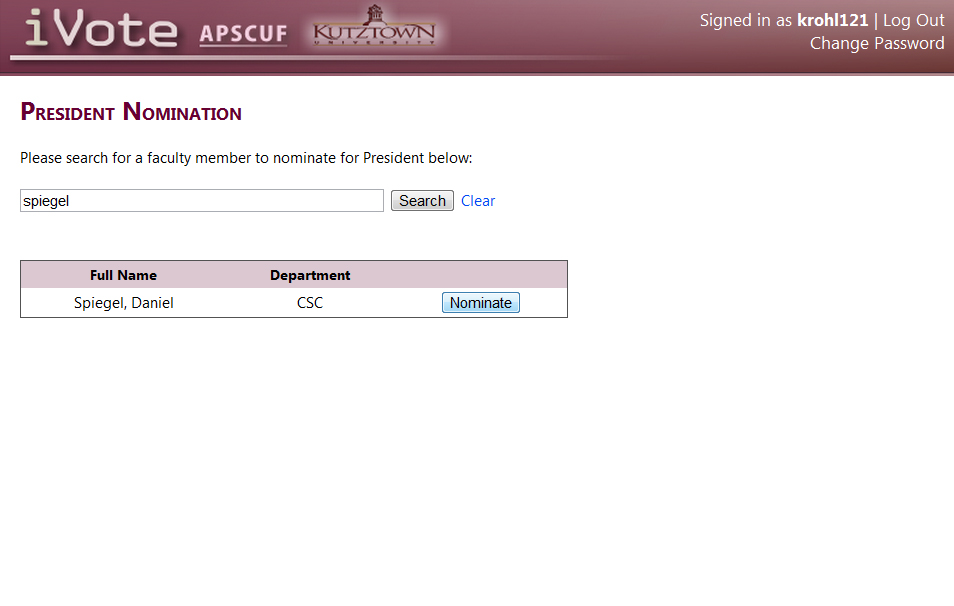 iVote APSCUF KUTZTOWN UNIVERSITY
Signed in as krohl121 | Log Out
Change Password
President Nomination
Please search for a faculty member to nominate for President below:
spiegel Search Clear
Full Name Department
Spiegel, Daniel CSC Nominate